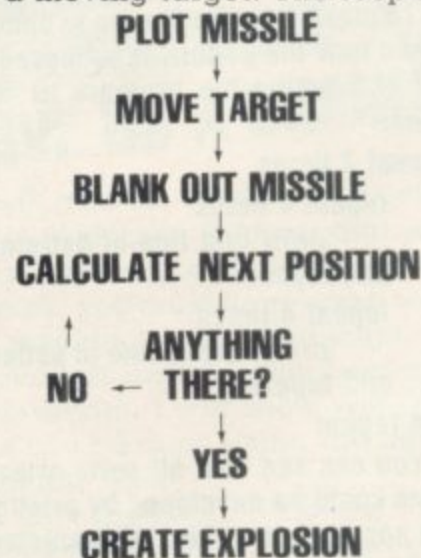 PLOT MISSILE
MOVE TARGET
BLANK OUT MISSILE
CALCULATE NEXT POSITION
ANYTHING
NO THERE?
YES
CREATE EXPLOSION